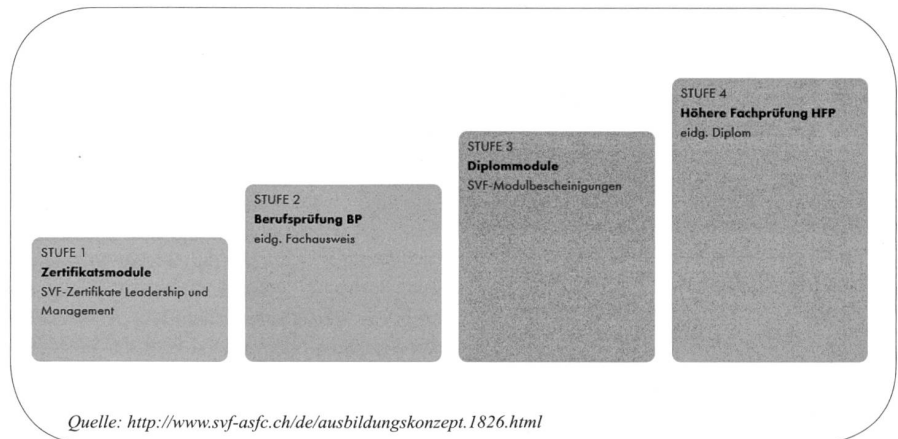 STUFE 1
Zertifikatsmodule
SVF-Zertifikate Leadership und
Management
STUFE 2
Berufsprüfung BP
eidg. Fachausweis
STUFE 3
Diplommodule
SVF-Modulbescheinigungen
STUFE 4
Höhere Fachprüfung HFP
eidg. Diplom
Quelle: http://www.svf-asfc.ch/de/ausbildungskonzept.1826.html